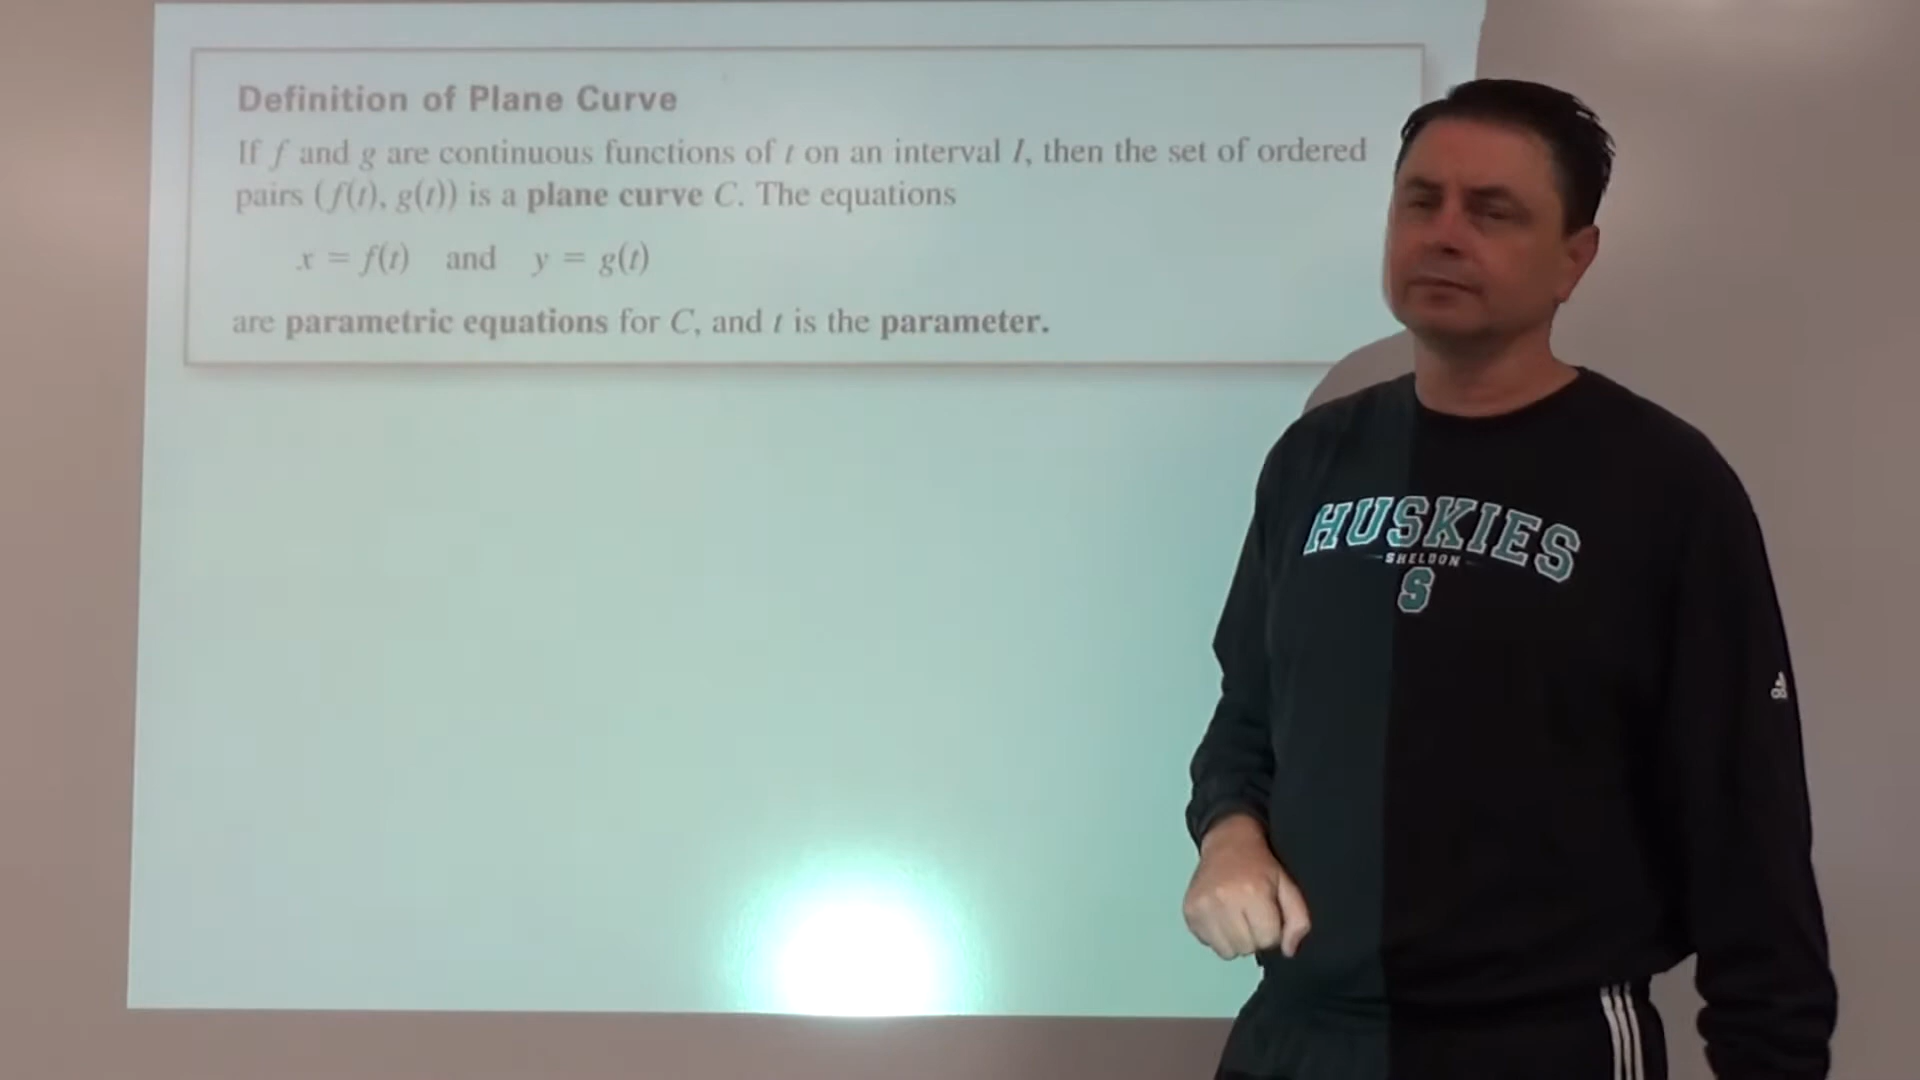 Definition of Plane Curve
If f and g are continuous functions of t on an interval I, then the set of ordered
pairs (f(t), g(t)) is a plane curve C. The equations
x = f(t) and y = g(t)
are parametric equations for C, and t is the parameter.
HUSKIES
SHELDON
S